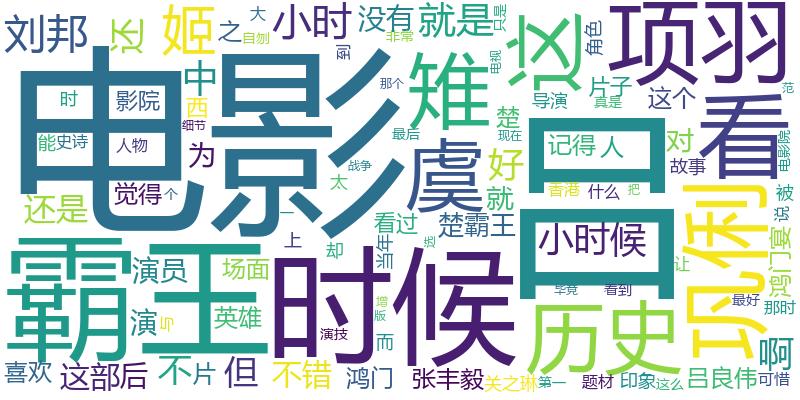 刘邦
还
姬
之
大
自刎
小时
到
没有
非常
就是
只是
电视
这
角色
项羽
范
电影
时
影院
中
西
细节
能
史诗
人物
为
觉得
个
还是
雉
那个
最后
战争
太
虞
楚
现在
好
就
导演
片子
真是
这个
吕
记得
人
对
故事
看
电影院
香港
什么
把
被
说
小时候
巩俐
鸿门宴
霸王
演员
演
与
场面
英雄
一
上
却
当年
看过
楚霸王
选
时候
增
版
而
演技
毕竟
看到
让
历史
最好
那时
啊
喜欢
这部
后
不
片
但
不错
鸿门
张丰毅
关之琳
第一
题材
印象
这么
吕良伟
可惜